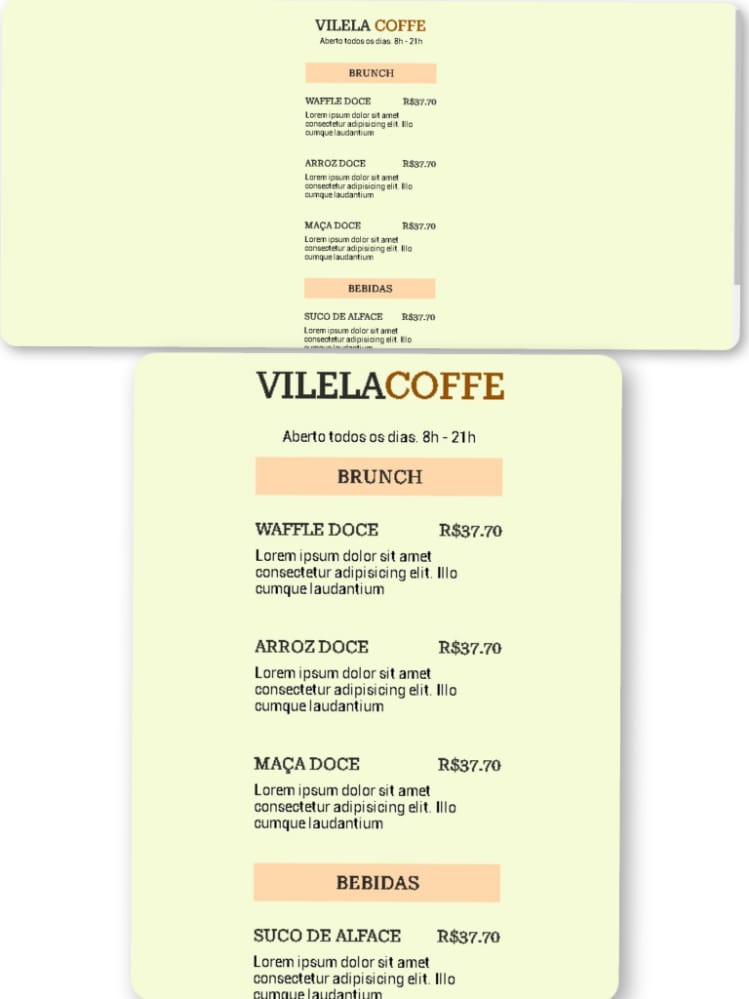 VILELA COFFE
Aberto todos os dias. 8h - 21h
BRUNCH
WAFFLE DOCE R$37.70
Lorem ipsum dolor sit amet
consectetur adipisicing elit. Illo
cumque laudantium
ARROZ DOCE R$37.70
Lorem ipsum dolor sit amet
consectetur adipisicing elit. Illo
cumque laudantium
MAÇA DOCE R$37.70
Lorem ipsum dolor sit amet
consectetur adipisicing elit. Illo
cumque laudantium
BEBIDAS
SUCO DE ALFACE R$37.70
Lorem ipsum dolor sit amet
consectetur adipisicing elit. Illo
cumque laudantium
VILELACOFFE
Aberto todos os dias. 8h - 21h
BRUNCH
WAFFLE DOCE R$37.70
Lorem ipsum dolor sit amet
consectetur adipisicing elit. Illo
cumque laudantium
ARROZ DOCE R$37.70
Lorem ipsum dolor sit amet
consectetur adipisicing elit. Illo
cumque laudantium
MAÇA DOCE R$37.70
Lorem ipsum dolor sit amet
consectetur adipisicing elit. Illo
cumque laudantium
BEBIDAS
SUCO DE ALFACE R$37.70
Lorem ipsum dolor sit amet
consectetur adipisicing elit. Illo
cumque laudantium